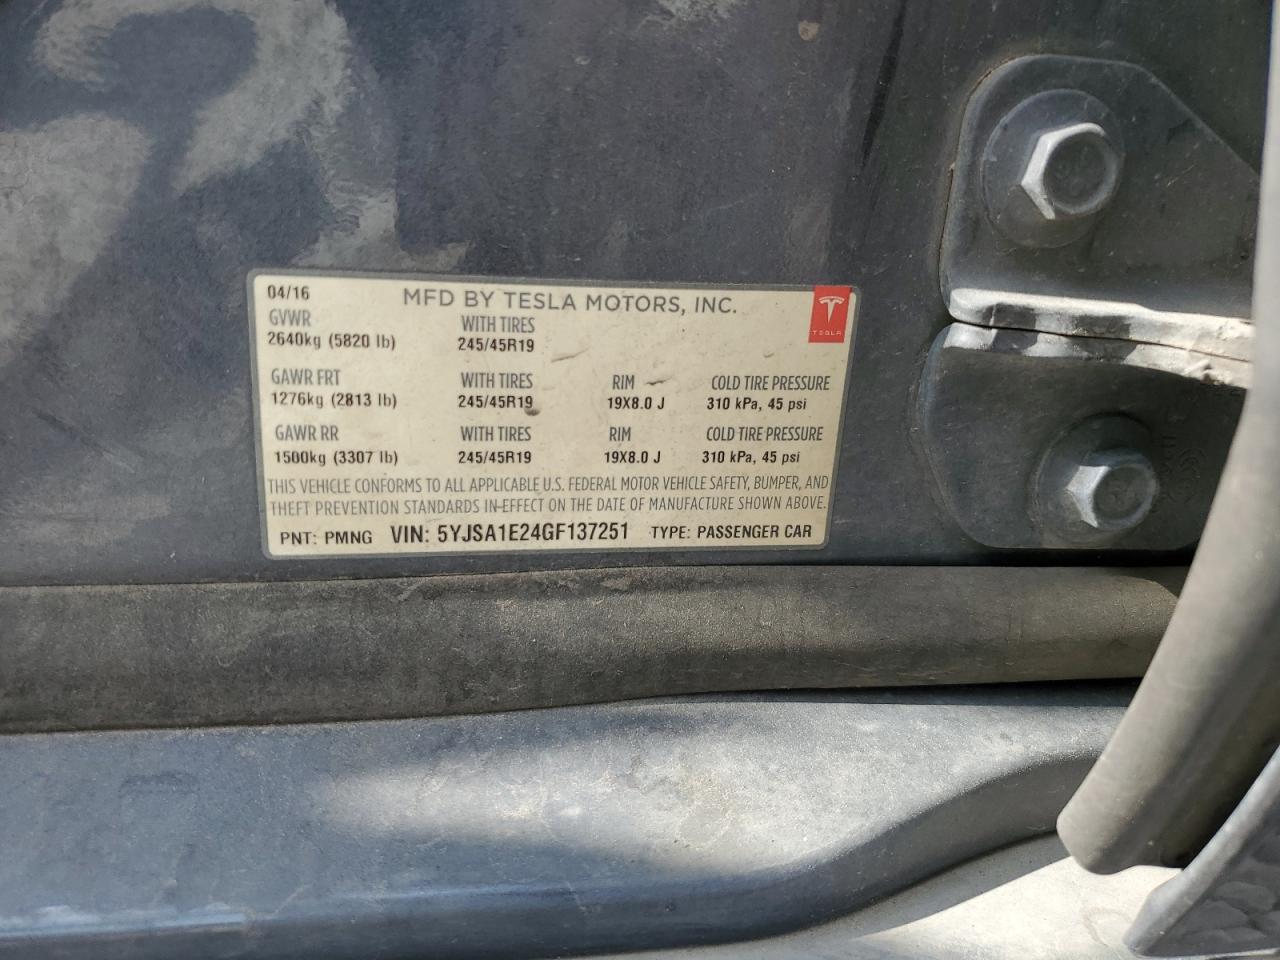 04/16 MFD BY TESLA MOTORS, INC.
TESLA
GVWR WITH TIRES
2640kg (5820 lb) 245/45R19
GAWR FRT WITH TIRES RIM COLD TIRE PRESSURE
1276kg (2813 lb) 245/45R19 19X8.0 J 310 kPa, 45 psi
GAWR RR WITH TIRES RIM COLD TIRE PRESSURE
1500kg (3307 lb) 245/45R19 19X8.0 J 310 kPa, 45 psi
THIS VEHICLE CONFORMS TO ALL APPLICABLE U.S. FEDERAL MOTOR VEHICLE SAFETY, BUMPER, AND
THEFT PREVENTION STANDARDS IN-EFFECT ON THE DATE OF MANUFACTURE SHOWN ABOVE.
PNT: PMNG VIN: 5YJSA1E24GF137251 TYPE: PASSENGER CAR